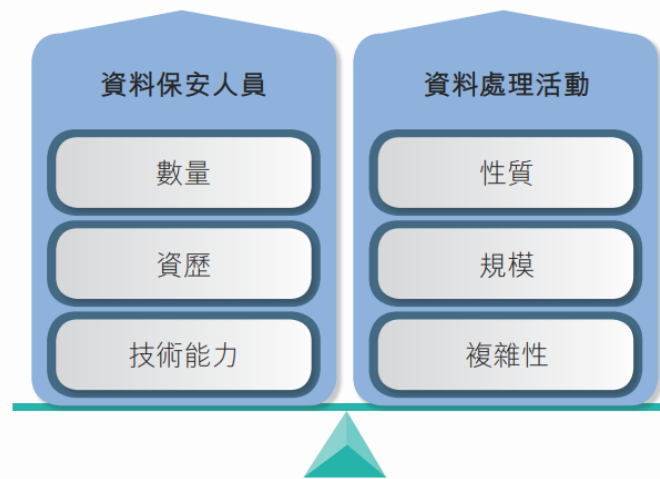 資料保安人員
數量
資歷
技術能力
資料處理活動
性質
規模
複雜性